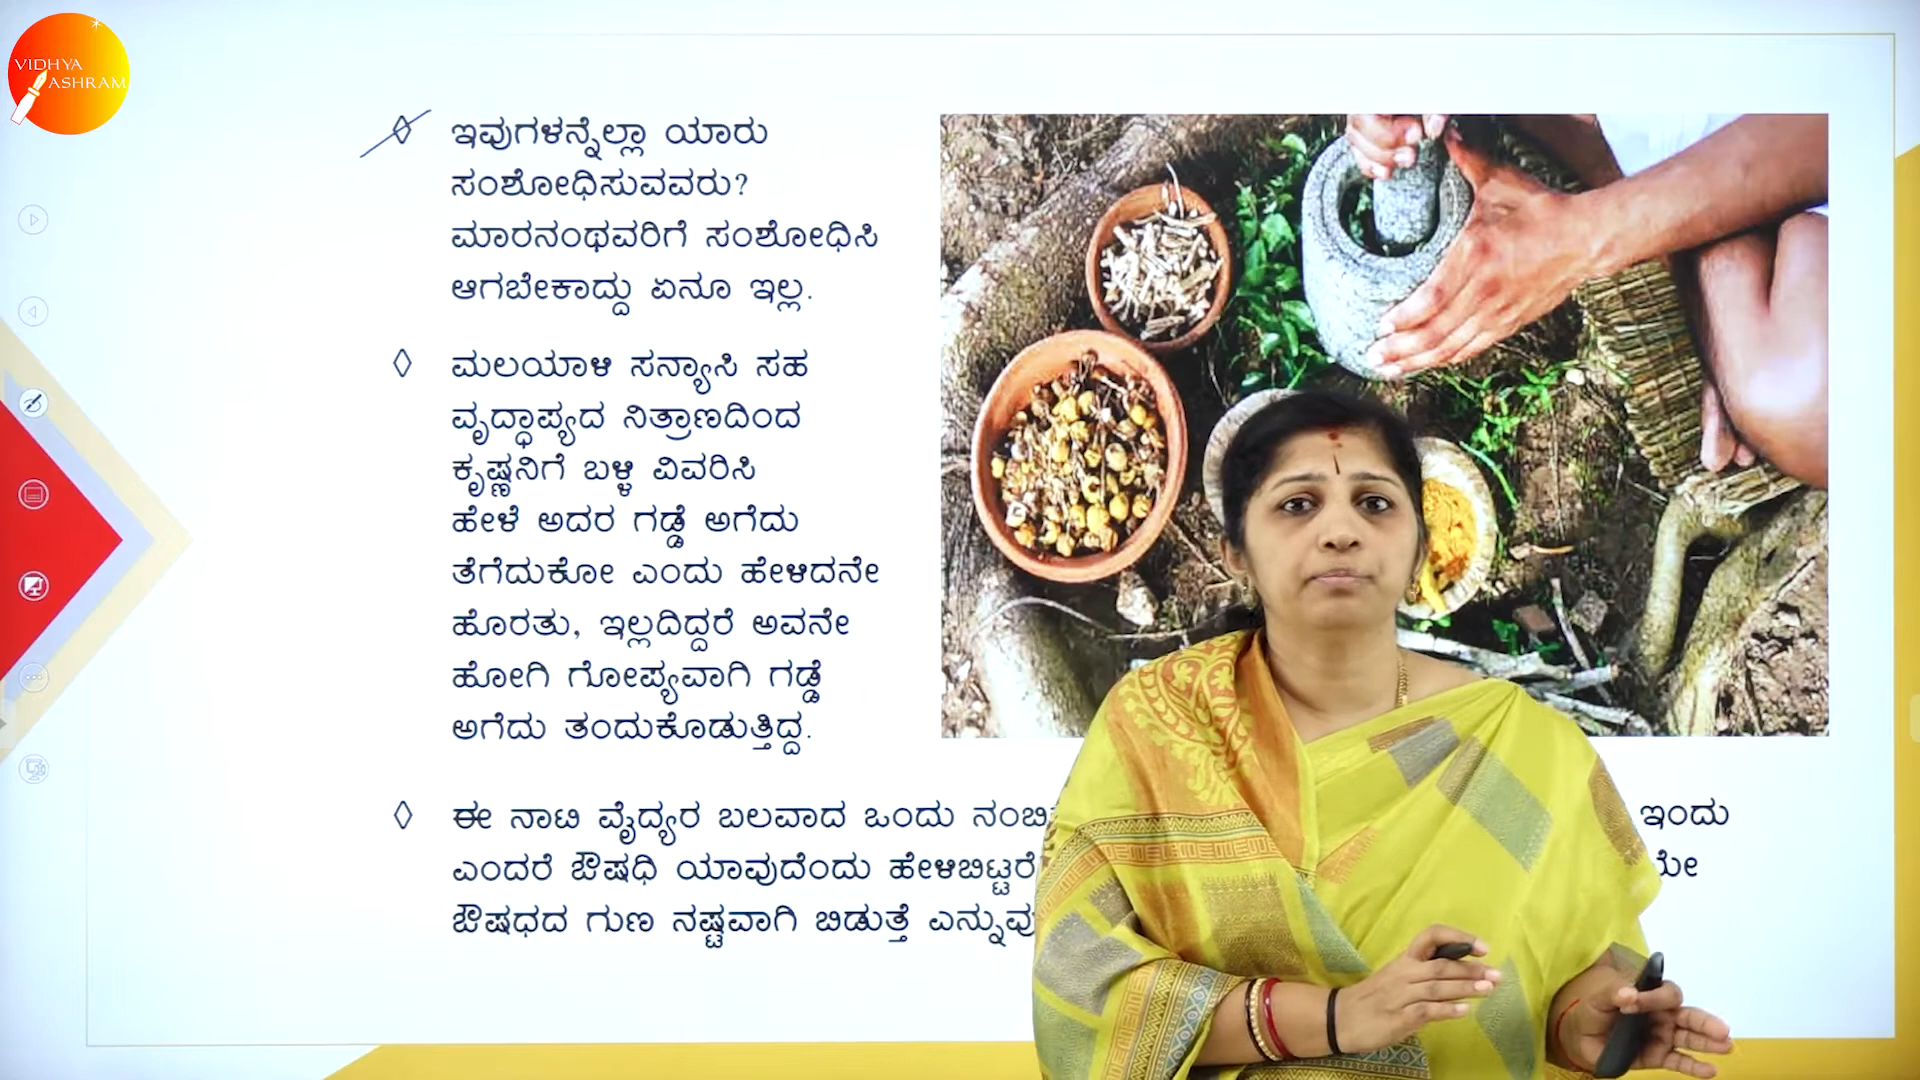 VIDHYA
ASHRAM
ಇವುಗಳನ್ನೆಲ್ಲಾ ಯಾರು
ಸಂಶೋಧಿಸುವವರು?
ಮಾರನಂಥವರಿಗೆ ಸಂಶೋಧಿಸಿ
ಆಗಬೇಕಾದ್ದು ಏನೂ ಇಲ್ಲ.
ಮಲಯಾಳಿ ಸನ್ಯಾಸಿ ಸಹ
ವೃದ್ಧಾಪ್ಯದ ನಿತ್ರಾಣದಿಂದ
ಕೃಷ್ಣನಿಗೆ ಬಳ್ಳಿ ವಿವರಿಸಿ
ಹೇಳಿ ಅದರ ಗಡ್ಡೆ ಅಗೆದು
ತೆಗೆದುಕೋ ಎಂದು ಹೇಳಿದನೇ
ಹೊರತು, ಇಲ್ಲದಿದ್ದರೆ ಅವನೇ
ಹೋಗಿ ಗೋಪ್ಯವಾಗಿ ಗಡ್ಡೆ
ಅಗೆದು ತಂದುಕೊಡುತ್ತಿದ್ದ.
ಈ ನಾಟಿ ವೈದ್ಯರ ಬಲವಾದ ಒಂದು ಇಂದು
ಎಂದರೆ ಔಷಧಿ ಯಾವುದೆಂದು ಹೇಳಿಬಿಟ್ಟರೆ
ಔಷಧದ ಗುಣ ನಷ್ಟವಾಗಿ ಬಿಡುತ್ತೆ